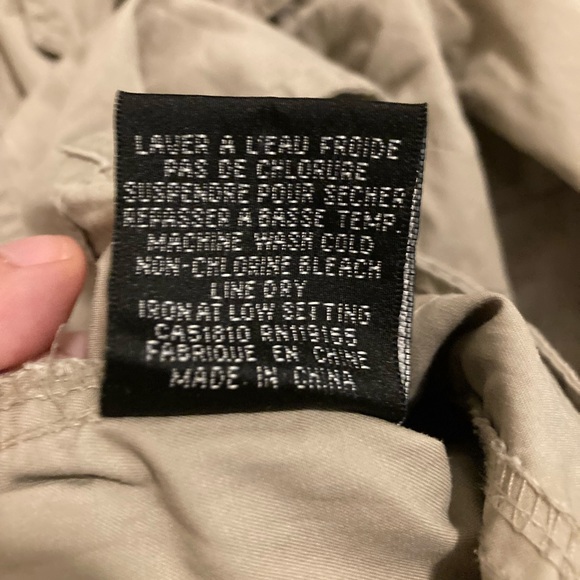 LAVER A L'EAU FROIDE
PAS DE CHLORURE
SUSPENDRE POUR SECHER
REPASSER A BASSE TEMP.
MACHINE WASH COLD
NON-CHLORINE BLEACH
LINE DRY
IRON AT LOW SETTING
CA51810 RN119165
FABRIQUE EN CHINE
MADE IN CHINA